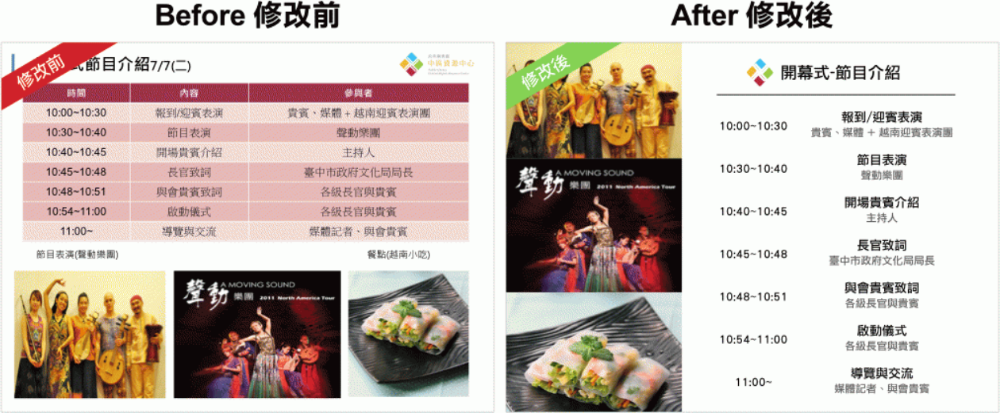 Before 修改前
After 修改後
修改前
式節目介紹7/7(二)
中區資源中心
時間 內容 參與者
10:00~10:30 報到/迎賓表演 貴賓、媒體 + 越南迎賓表演團
10:30~10:40 節目表演 聲動樂團
10:40~10:45 開場貴賓介紹 主持人
10:45~10:48 長官致詞 臺中市政府文化局局長
10:48~10:51 與會貴賓致詞 各級長官與貴賓
10:54~11:00 啟動儀式 各級長官與貴賓
11:00~ 導覽與交流 媒體記者、與會貴賓
節目表演(聲動樂團) 餐點(越南小吃)
聲動
A MOVING SOUND
樂團 2011 North America Tour
修改後
聲動
A MOVING SOUND
樂團 2011 North America Tour
開幕式-節目介紹
10:00~10:30 報到/迎賓表演
貴賓、媒體 + 越南迎賓表演團
10:30~10:40 節目表演
聲動樂團
10:40~10:45 開場貴賓介紹
主持人
10:45~10:48 長官致詞
臺中市政府文化局局長
10:48~10:51 與會貴賓致詞
各級長官與貴賓
10:54~11:00 啟動儀式
各級長官與貴賓
11:00~ 導覽與交流
媒體記者、與會貴賓